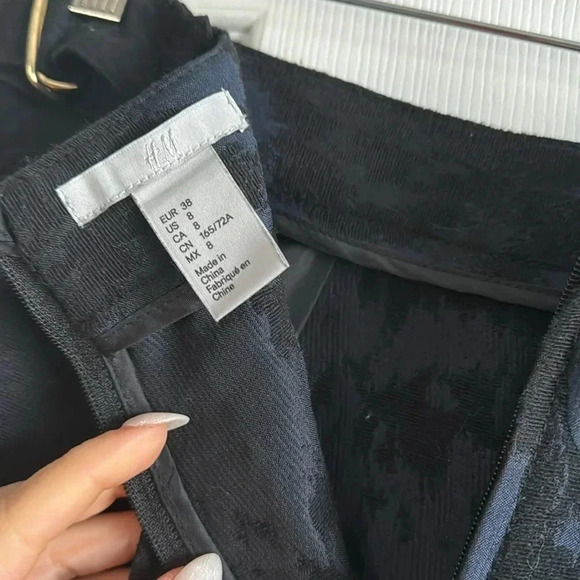 H&M
EUR 38
US 8
CA 8
CN 165/72A
MX 8
Made in
China
Fabriqué en
Chine